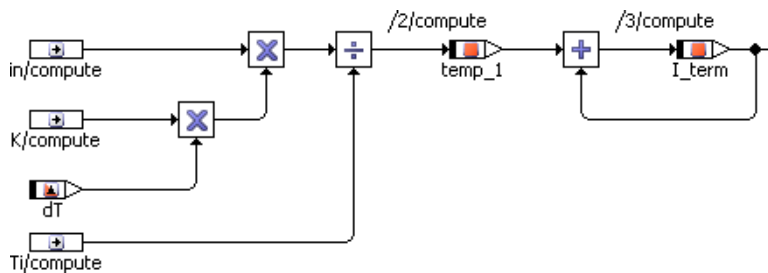 /2/compute
/3/compute
in/compute
temp_1
I_term
K/compute
dT
Ti/compute